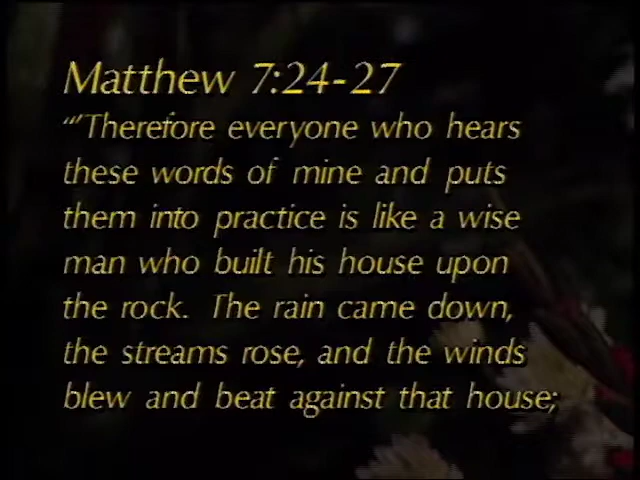 Matthew 7:24-27
"'Therefore everyone who hears
these words of mine and puts
them into practice is like a wise
man who built his house upon
the rock. The rain came down,
the streams rose, and the winds
blew and beat against that house;